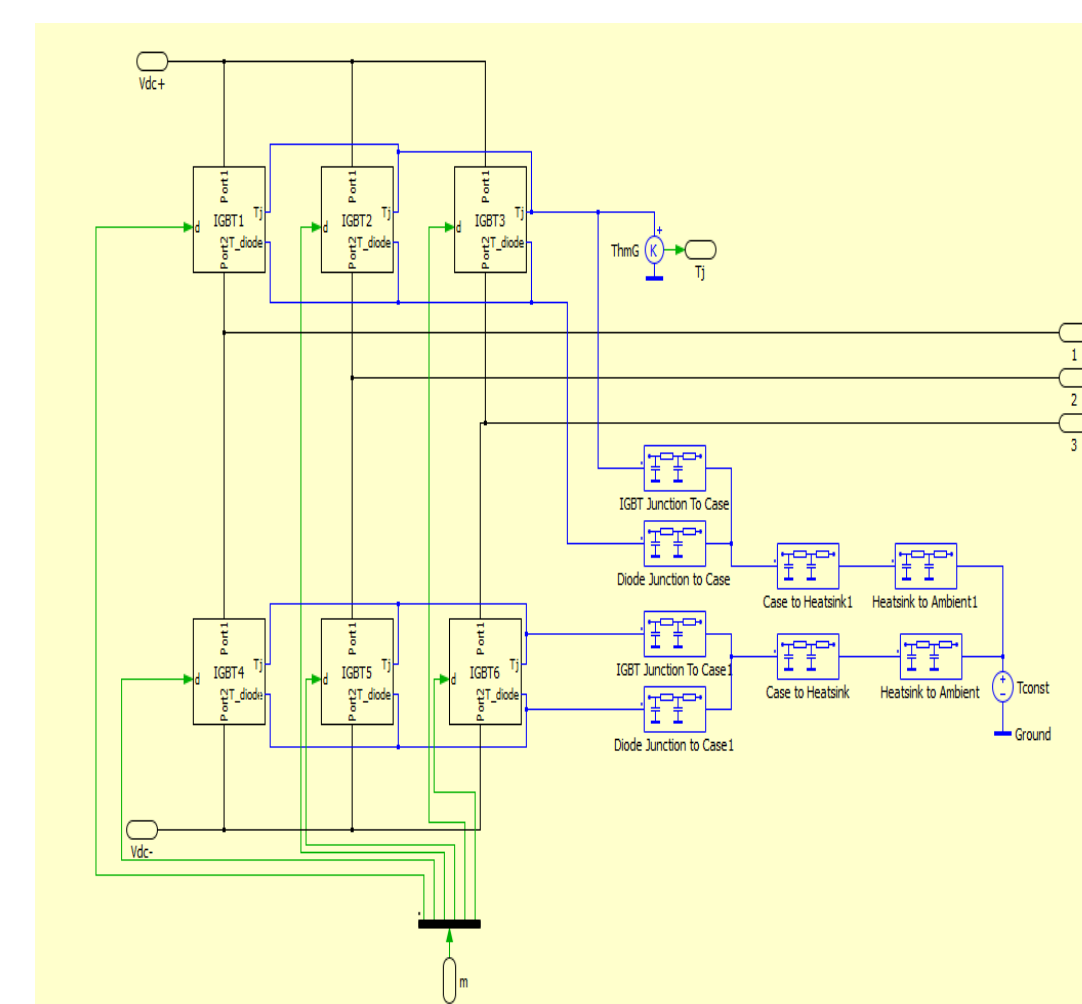 Vdc+
Port1
IGBT1
Tj
d
T_diode
Port2
Port1
IGBT2
Tj
d
T_diode
Port2
Port1
IGBT3
Tj
d
T_diode
Port2
ThmG
+
K
Tj
1
2
3
IGBT Junction To Case
Diode Junction to Case
Case to Heatsink1
Heatsink to Ambient1
Port1
IGBT4
Tj
d
T_diode
Port2
Port1
IGBT5
Tj
d
T_diode
Port2
Port1
IGBT6
Tj
d
T_diode
Port2
IGBT Junction To Case1
Case to Heatsink
Heatsink to Ambient
+
−
Tconst
Diode Junction to Case1
Ground
Vdc-
m